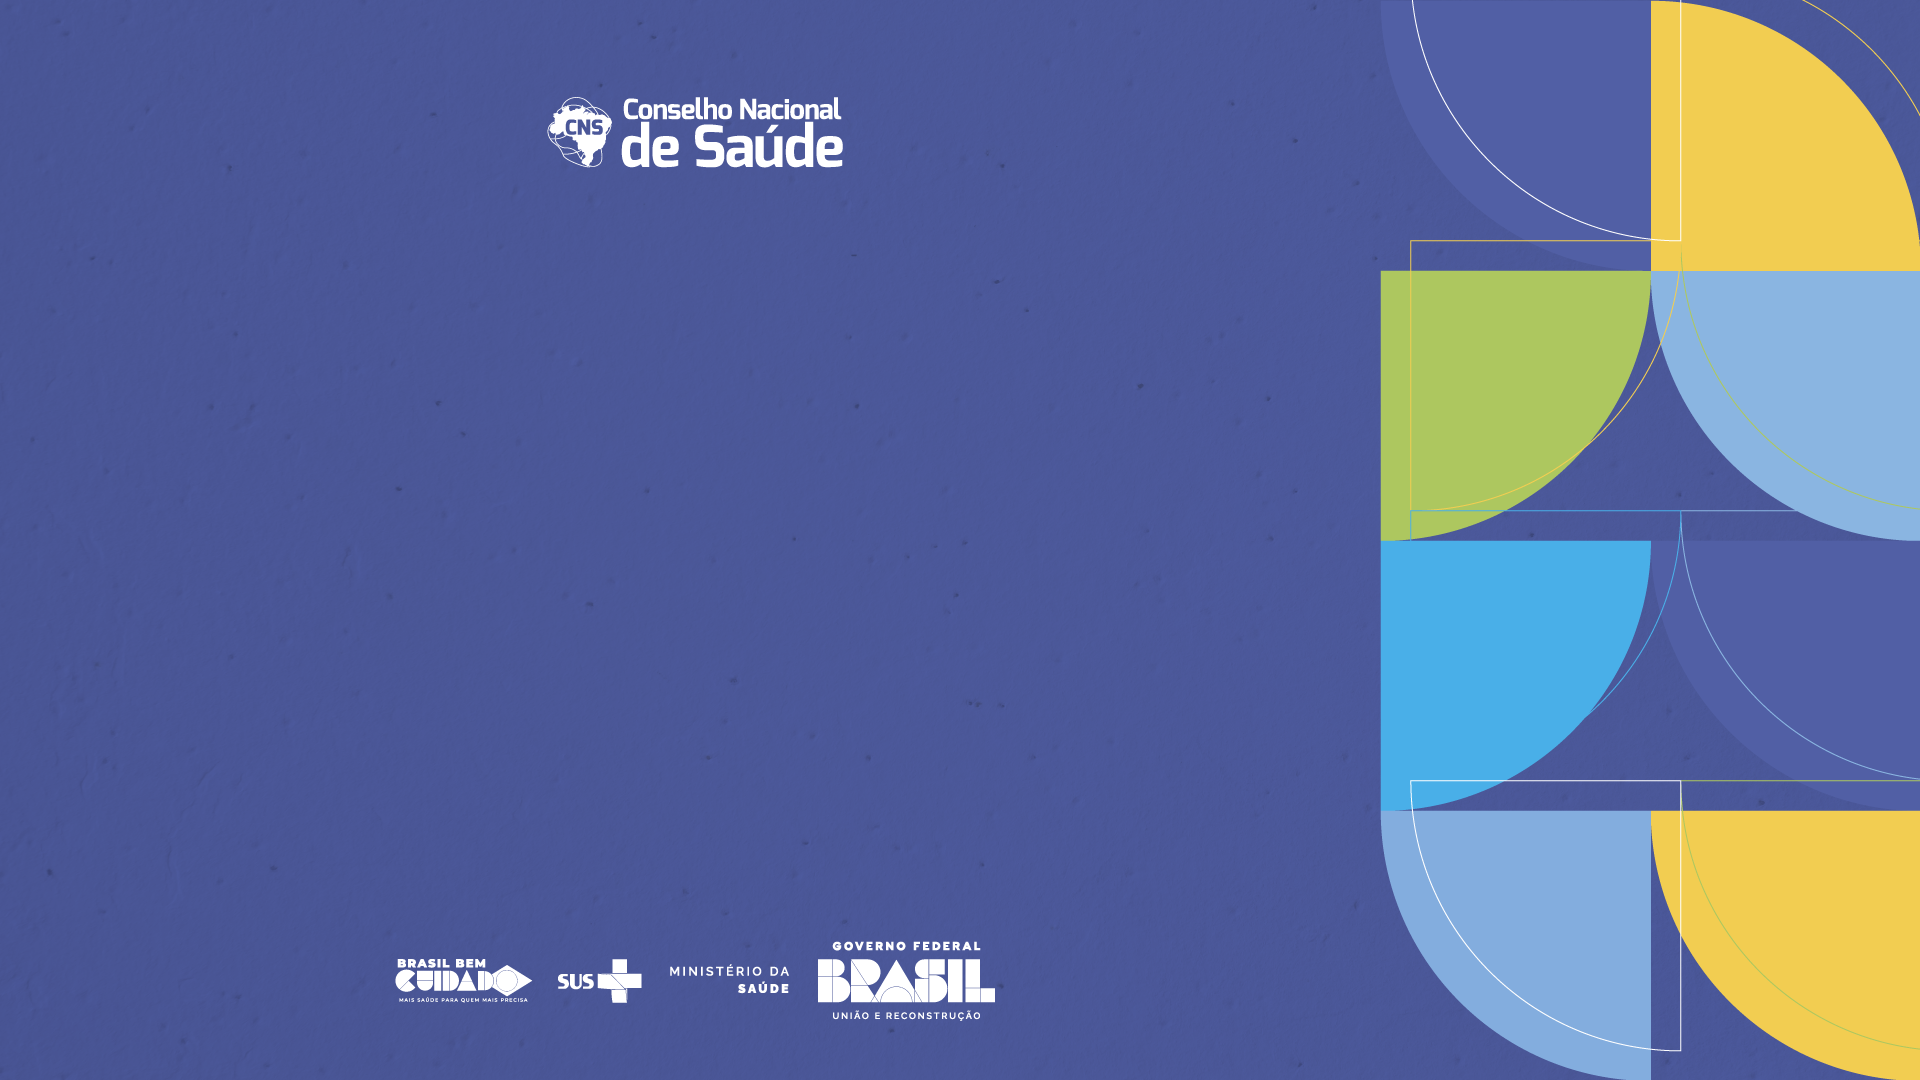 CNS
Conselho Nacional
de Saúde
BRASIL BEM
CUIDADO
MAIS SAÚDE PARA QUEM MAIS PRECISA
SUS
MINISTÉRIO DA
SAÚDE
GOVERNO FEDERAL
BRASIL
UNIÃO E RECONSTRUÇÃO